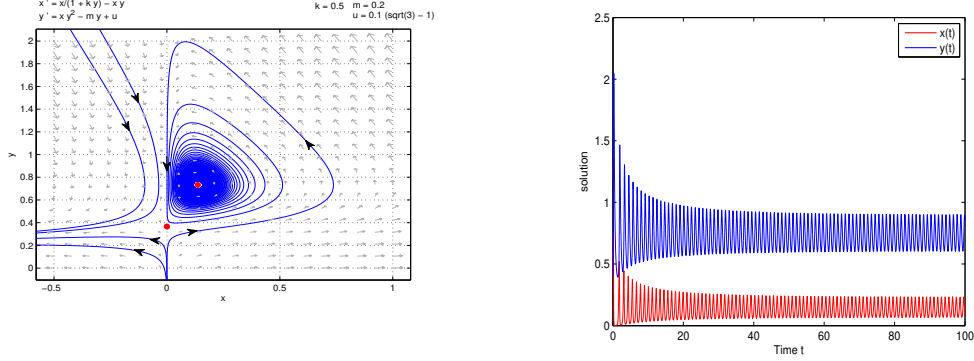 x ' = x/(1 + k y) − x y
y ' = x y² − m y + u
k = 0.5 m = 0.2
u = 0.1 (sqrt(3) − 1)
2
1.8
1.6
1.4
1.2
1
0.8
0.6
0.4
0.2
0
y
−0.5
0
0.5
1
x
2.5
2
1.5
1
0.5
0
solution
x(t)
y(t)
0
20
40
60
80
100
Time t